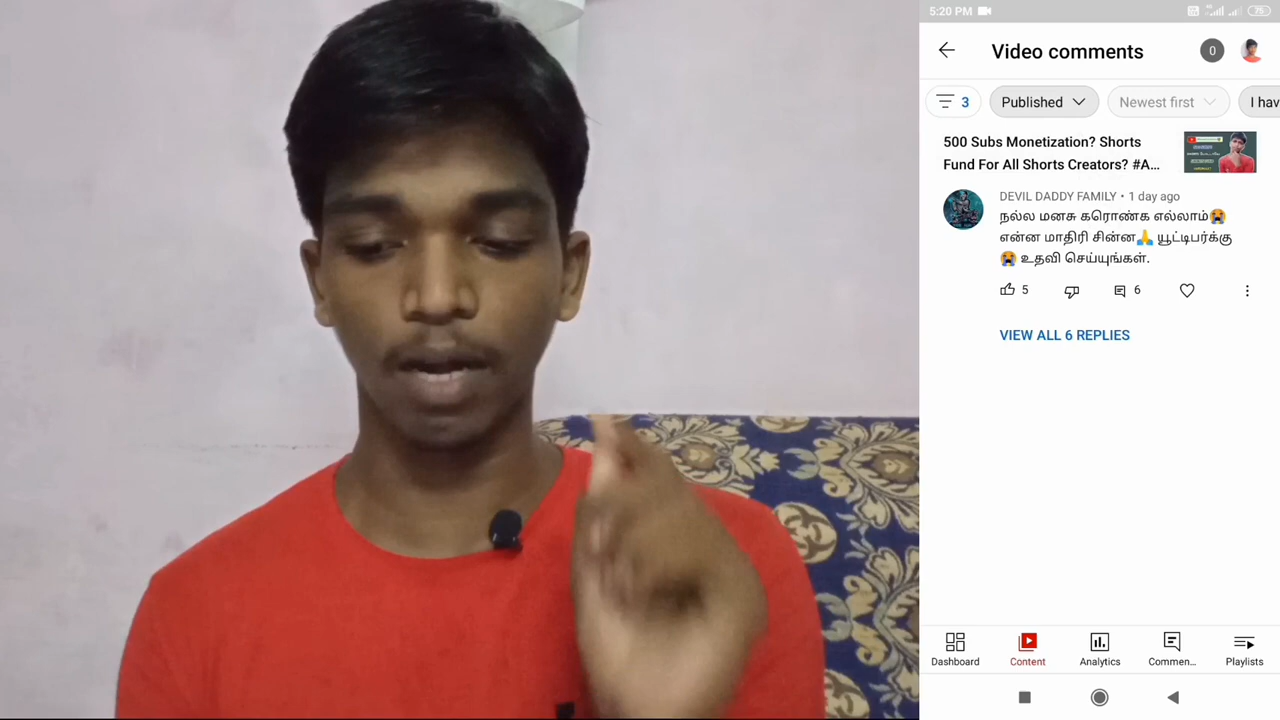 5:20 PM
Video comments
0
3
Published
Newest first
I hav
500 Subs Monetization? Shorts
Fund For All Shorts Creators? #A...
DEVIL DADDY FAMILY • 1 day ago
நல்ல மனசு கரொண்க எல்லாம்😭
என்ன மாதிரி சின்ன🙏 யூட்டிபர்க்கு
😭 உதவி செய்யுங்கள்.
5
6
VIEW ALL 6 REPLIES
Dashboard
Content
Analytics
Commen...
Playlists